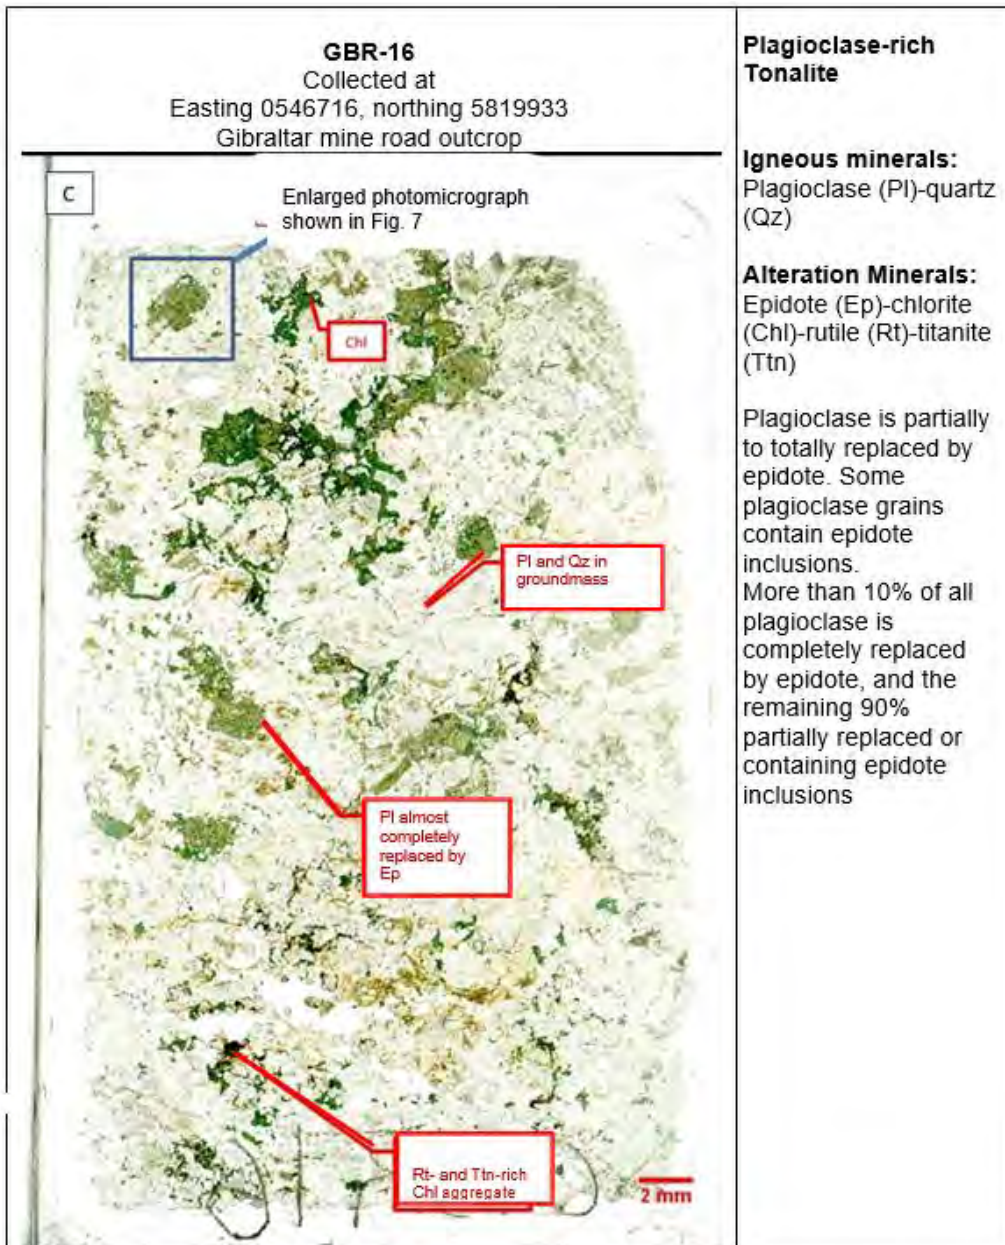 GBR-16
Collected at
Easting 0546716, northing 5819933
Gibraltar mine road outcrop
C
Enlarged photomicrograph
shown in Fig. 7
Chl
Pl and Qz in
groundmass
Pl almost
completely
replaced by
Ep
Rt- and Ttn-rich
Chl aggregate
2 mm
Plagioclase-rich
Tonalite
Igneous minerals:
Plagioclase (Pl)-quartz
(Qz)
Alteration Minerals:
Epidote (Ep)-chlorite
(Chl)-rutile (Rt)-titanite
(Ttn)
Plagioclase is partially
to totally replaced by
epidote. Some
plagioclase grains
contain epidote
inclusions.
More than 10% of all
plagioclase is
completely replaced
by epidote, and the
remaining 90%
partially replaced or
containing epidote
inclusions